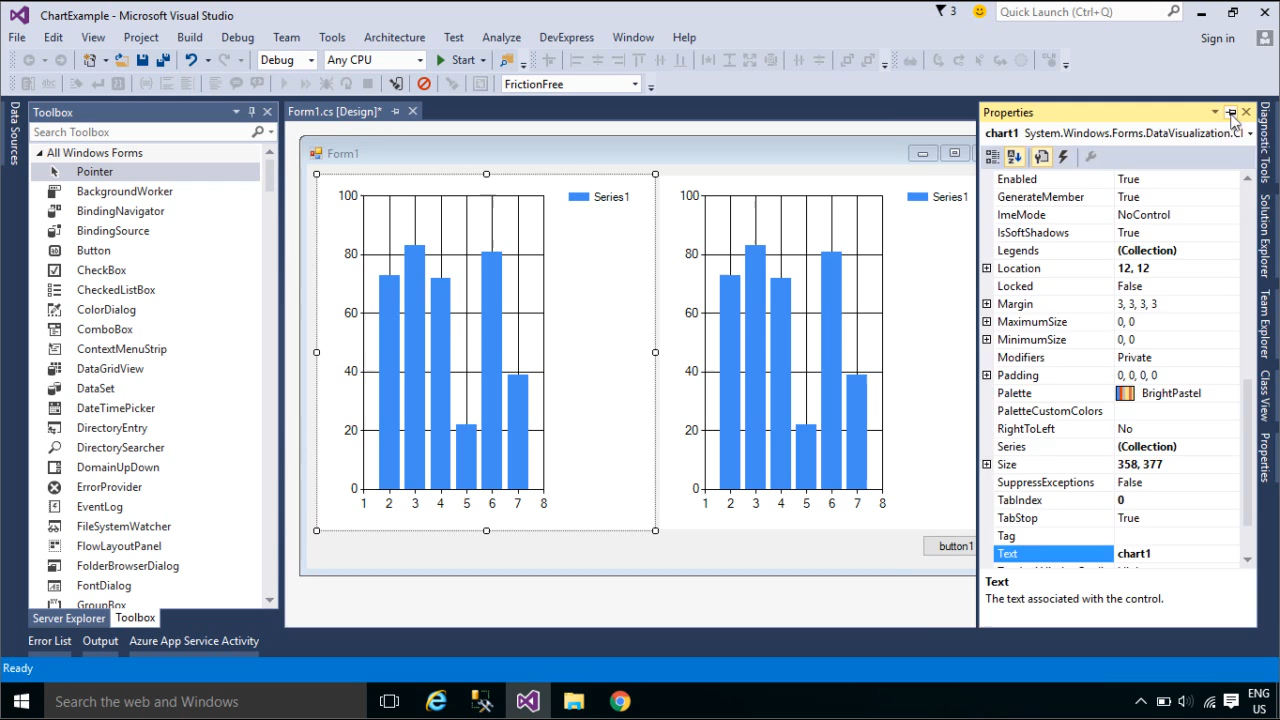 ChartExample - Microsoft Visual Studio
3
Quick Launch (Ctrl+Q)
File Edit View Project Build Debug Team Tools Architecture Test Analyze DevExpress Window Help
Sign in
Debug Any CPU Start
FrictionFree
Data Sources
Toolbox
Search Toolbox
All Windows Forms
Pointer
BackgroundWorker
BindingNavigator
BindingSource
Button
CheckBox
CheckedListBox
ColorDialog
ComboBox
ContextMenuStrip
DataGridView
DataSet
DateTimePicker
DirectoryEntry
DirectorySearcher
DomainUpDown
ErrorProvider
EventLog
FileSystemWatcher
FlowLayoutPanel
FolderBrowserDialog
FontDialog
GroupBox
Server Explorer Toolbox
Form1.cs [Design]*
Form1
100
80
60
40
20
0
1 2 3 4 5 6 7 8
Series1
100
80
60
40
20
0
1 2 3 4 5 6 7 8
Series1
button1
Properties
chart1 System.Windows.Forms.DataVisualization.
Enabled True
GenerateMember True
ImeMode NoControl
IsSoftShadows True
Legends (Collection)
Location 12, 12
Locked False
Margin 3, 3, 3, 3
MaximumSize 0, 0
MinimumSize 0, 0
Modifiers Private
Padding 0, 0, 0, 0
Palette BrightPastel
PaletteCustomColors
RightToLeft No
Series (Collection)
Size 358, 377
SuppressExceptions False
TabIndex 0
TabStop True
Tag
Text chart1
Text
The text associated with the control.
Diagnostic Tools
Solution Explorer
Team Explorer
Class View
Properties
Error List Output Azure App Service Activity
Ready
Search the web and Windows
ENG
US